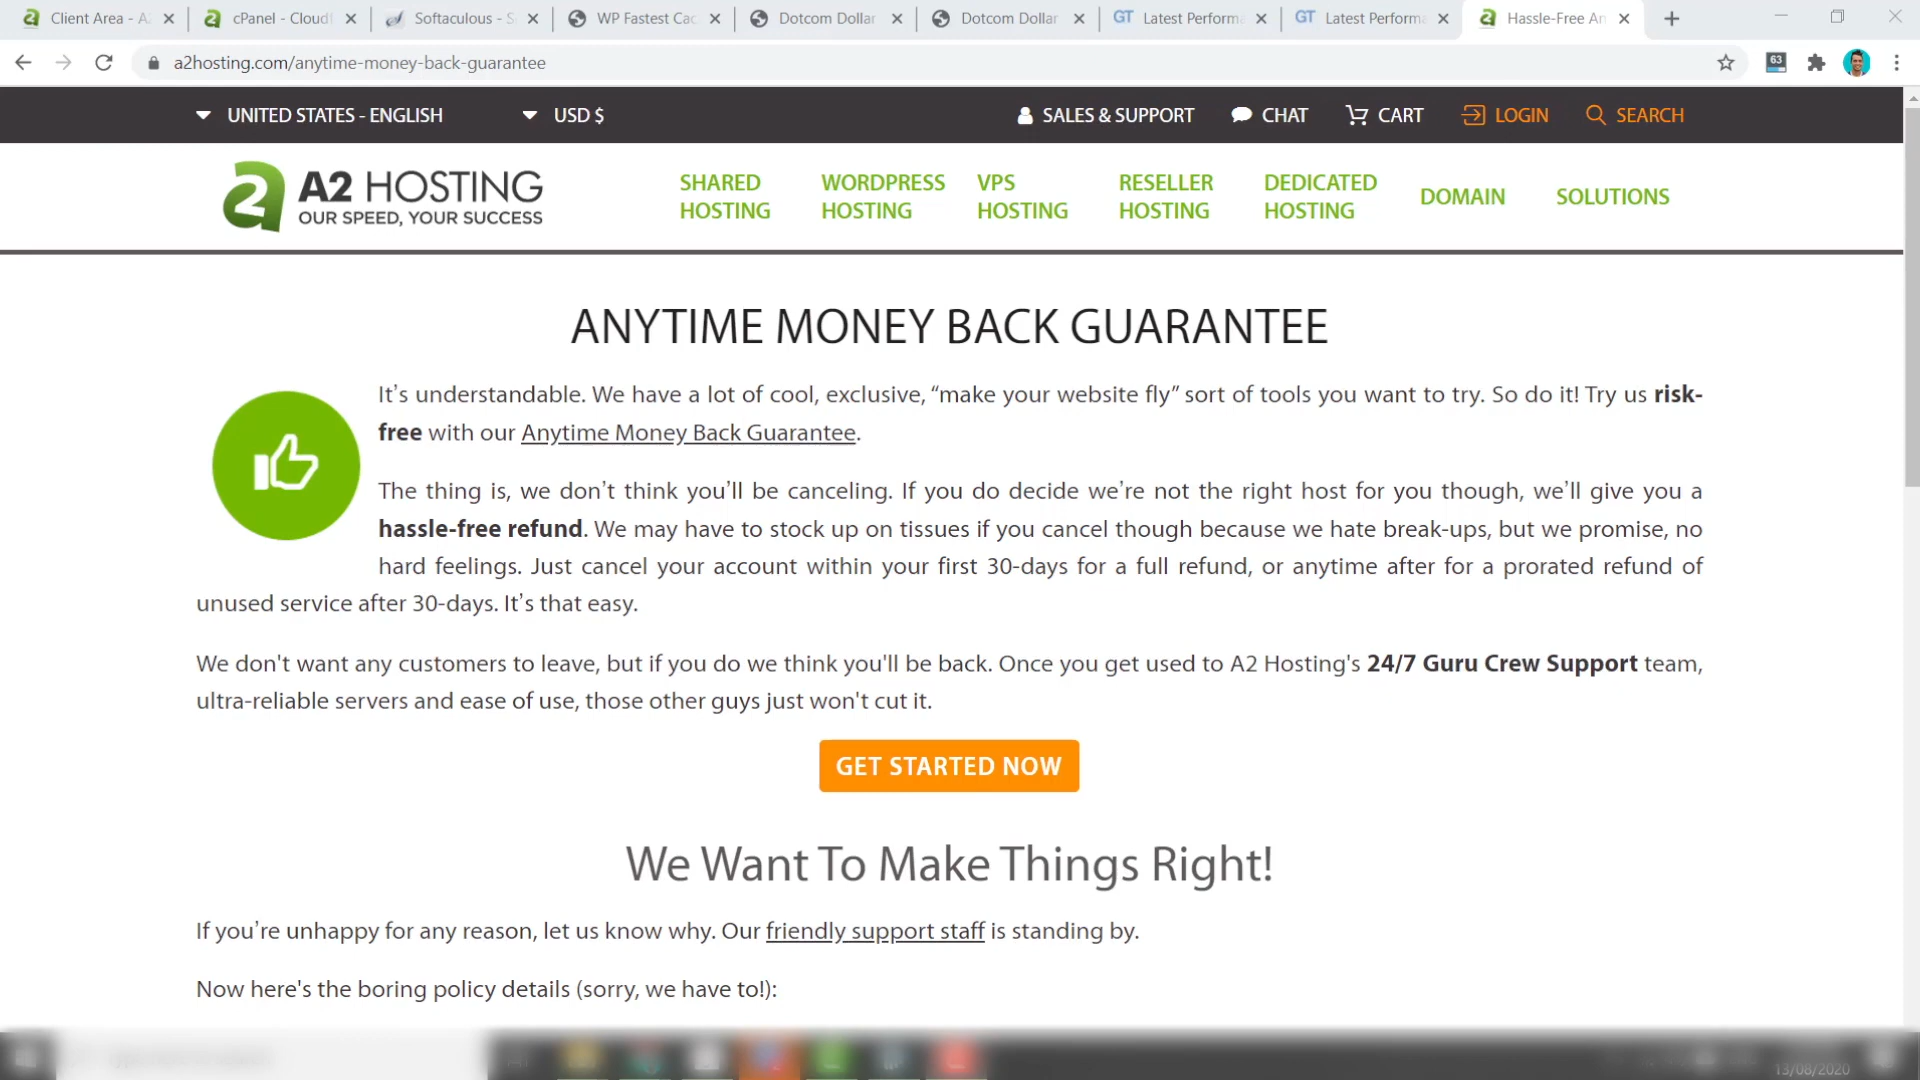 Client Area - A
cPanel - Cloud
Softaculous - S
WP Fastest Cac
Dotcom Dollar
Dotcom Dollar
GT Latest Perform
GT Latest Perform
Hassle-Free An
a2hosting.com/anytime-money-back-guarantee
63
UNITED STATES - ENGLISH
USD $
SALES & SUPPORT
CHAT
CART
LOGIN
SEARCH
A2 HOSTING
OUR SPEED, YOUR SUCCESS
SHARED
HOSTING
WORDPRESS
HOSTING
VPS
HOSTING
RESELLER
HOSTING
DEDICATED
HOSTING
DOMAIN
SOLUTIONS
ANYTIME MONEY BACK GUARANTEE
It’s understandable. We have a lot of cool, exclusive, “make your website fly” sort of tools you want to try. So do it! Try us risk-
free with our Anytime Money Back Guarantee.
The thing is, we don’t think you’ll be canceling. If you do decide we’re not the right host for you though, we’ll give you a
hassle-free refund. We may have to stock up on tissues if you cancel though because we hate break-ups, but we promise, no
hard feelings. Just cancel your account within your first 30-days for a full refund, or anytime after for a prorated refund of
unused service after 30-days. It’s that easy.
We don't want any customers to leave, but if you do we think you'll be back. Once you get used to A2 Hosting's 24/7 Guru Crew Support team,
ultra-reliable servers and ease of use, those other guys just won't cut it.
GET STARTED NOW
We Want To Make Things Right!
If you’re unhappy for any reason, let us know why. Our friendly support staff is standing by.
Now here's the boring policy details (sorry, we have to!):
13/08/2020